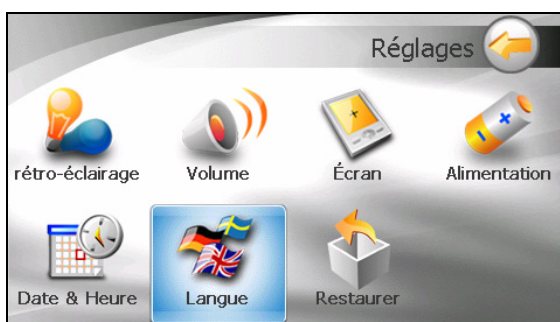 Réglages
rétro-éclairage
Volume
Écran
Alimentation
Date & Heure
Langue
Restaurer